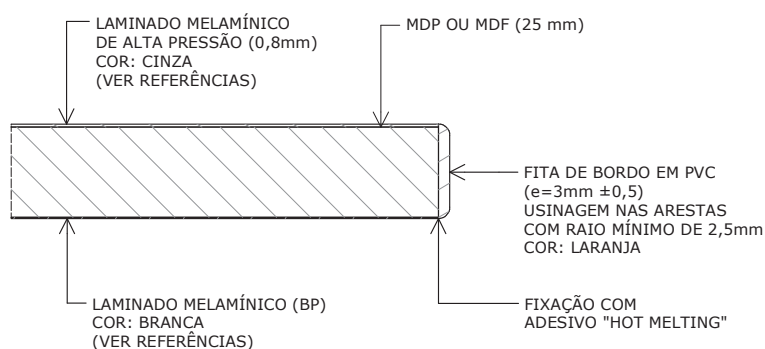 LAMINADO MELAMÍNICO
DE ALTA PRESSÃO (0,8mm)
COR: CINZA
(VER REFERÊNCIAS)
MDP OU MDF (25 mm)
FITA DE BORDO EM PVC
(e=3mm ±0,5)
USINAGEM NAS ARESTAS
COM RAIO MÍNIMO DE 2,5mm
COR: LARANJA
LAMINADO MELAMÍNICO (BP)
COR: BRANCA
(VER REFERÊNCIAS)
FIXAÇÃO COM
ADESIVO "HOT MELTING"